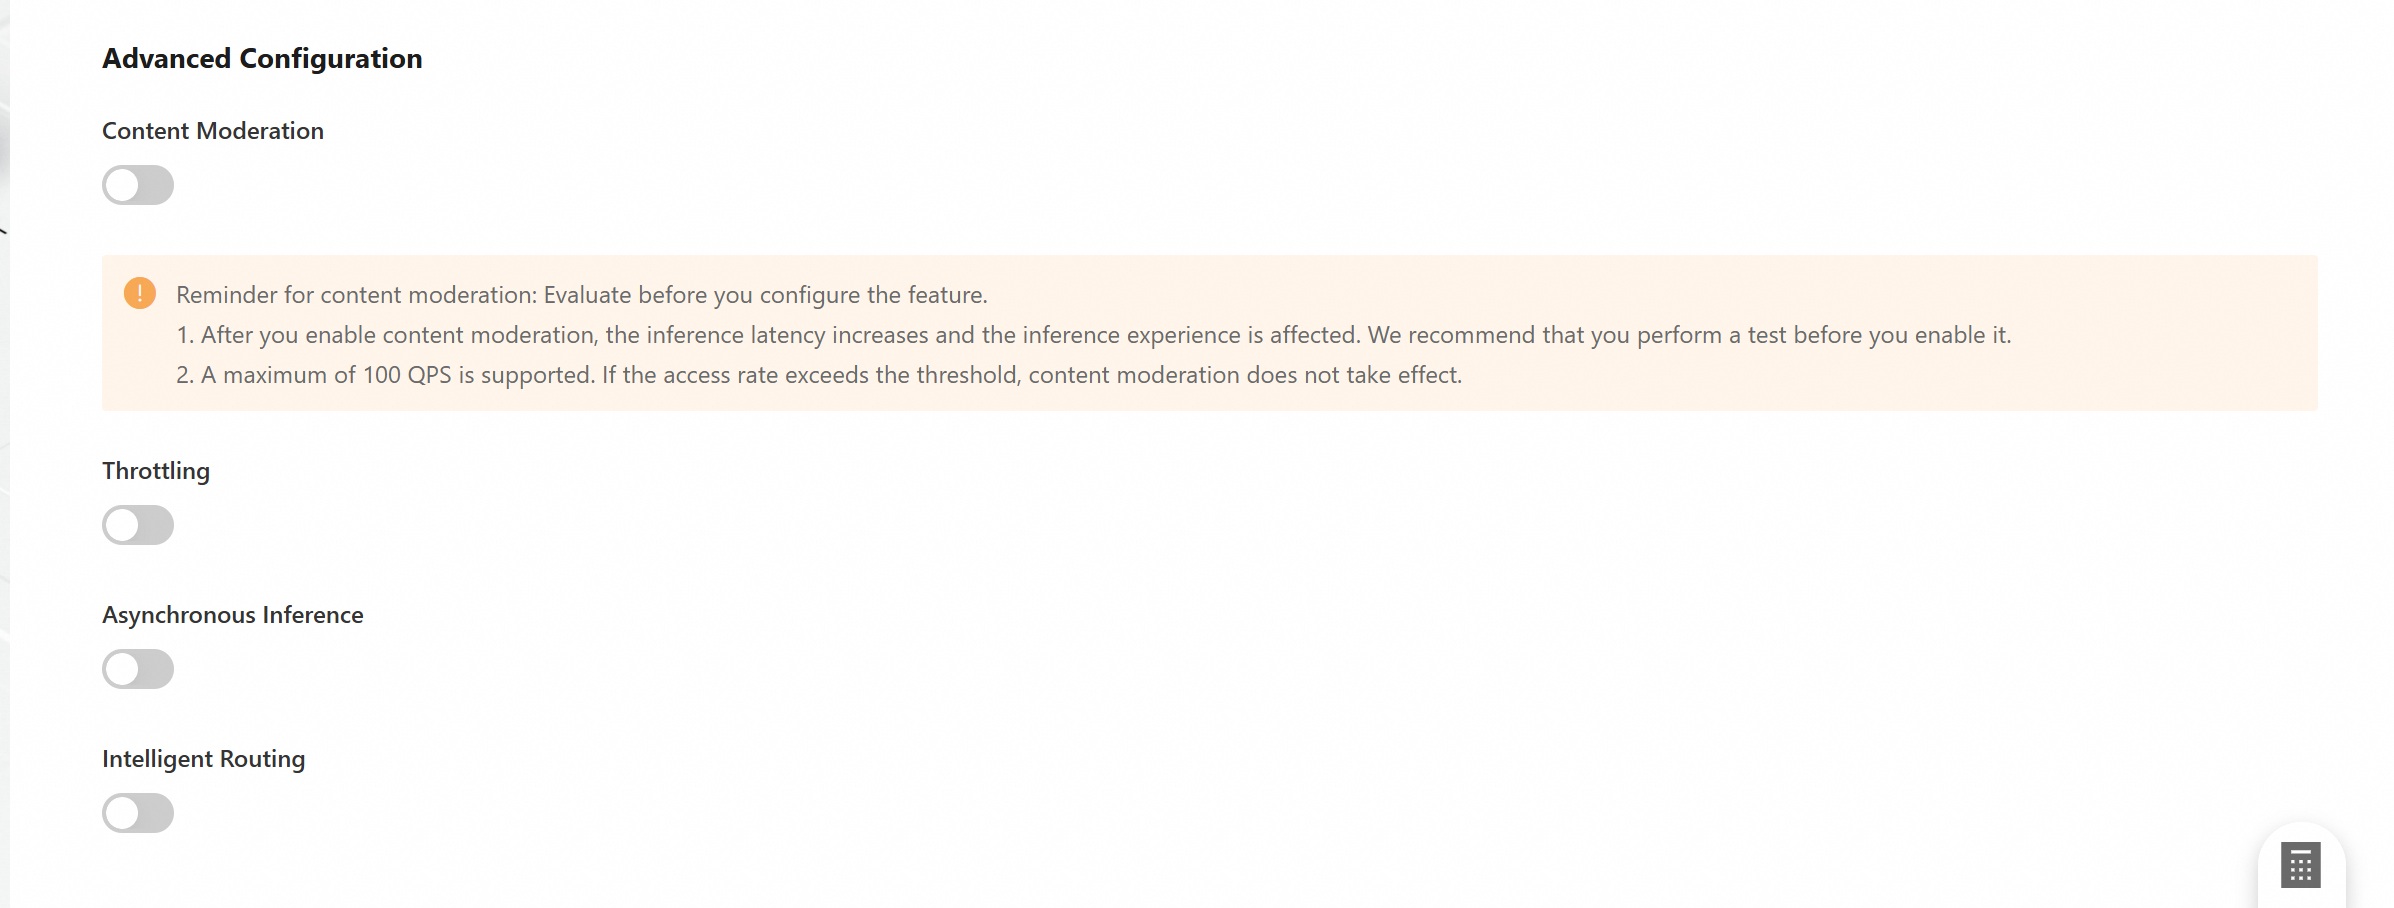 Advanced Configuration
Content Moderation
Reminder for content moderation: Evaluate before you configure the feature.
1. After you enable content moderation, the inference latency increases and the inference experience is affected. We recommend that you perform a test before you enable it.
2. A maximum of 100 QPS is supported. If the access rate exceeds the threshold, content moderation does not take effect.
Throttling
Asynchronous Inference
Intelligent Routing